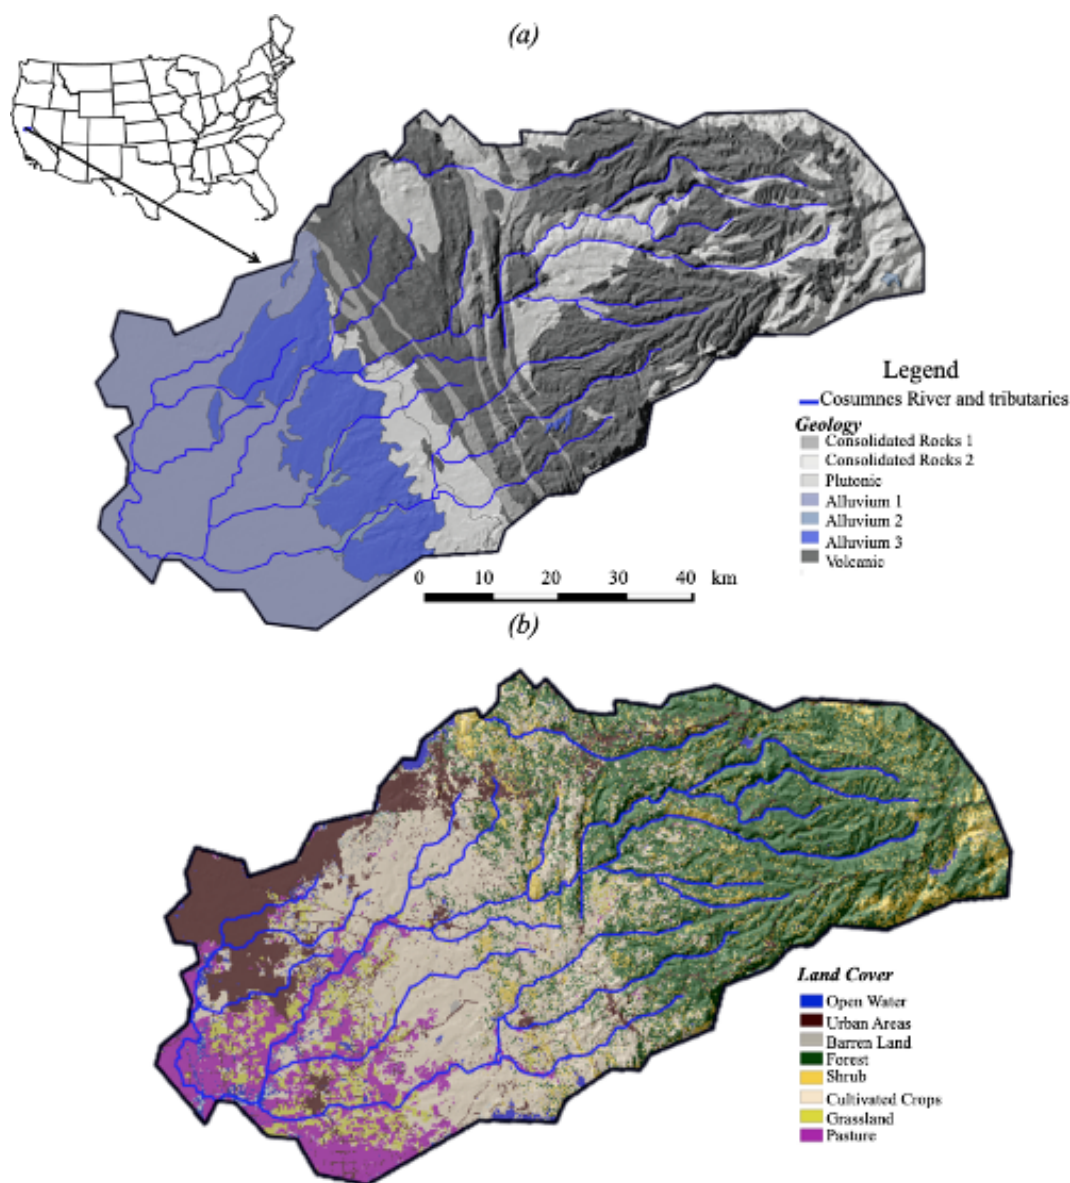 (a)
Legend
Cosumnes River and tributaries
Geology
Consolidated Rocks 1
Consolidated Rocks 2
Plutonic
Alluvium 1
Alluvium 2
Alluvium 3
Volcanic
0 10 20 30 40 km
(b)
Land Cover
Open Water
Urban Areas
Barren Land
Forest
Shrub
Cultivated Crops
Grassland
Pasture